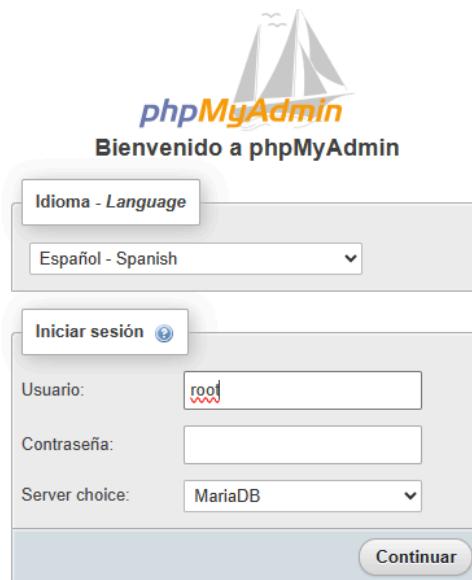 phpMyAdmin
Bienvenido a phpMyAdmin
Idioma - Language
Español - Spanish
Iniciar sesión
Usuario: root
Contraseña:
Server choice: MariaDB
Continuar